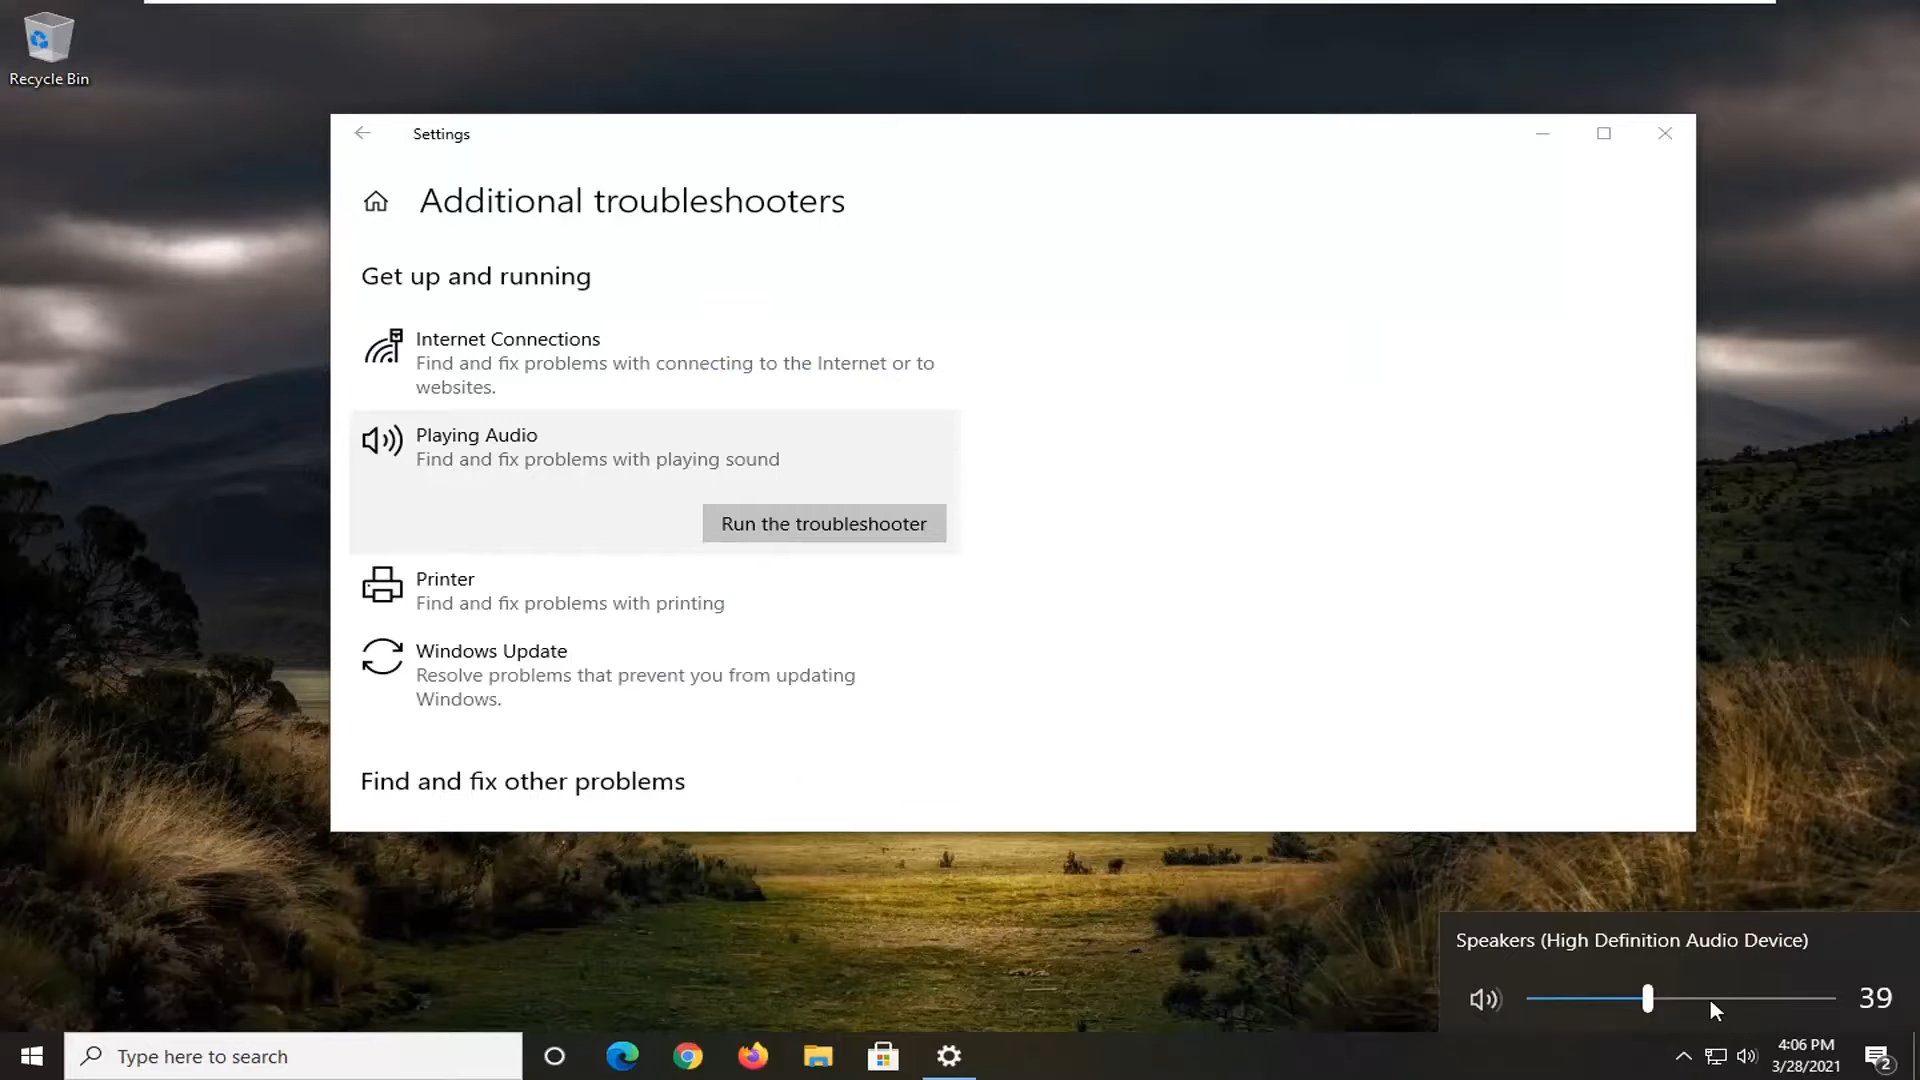 Recycle Bin
Settings
Additional troubleshooters
Get up and running
Internet Connections
Find and fix problems with connecting to the Internet or to
websites.
Playing Audio
Find and fix problems with playing sound
Run the troubleshooter
Printer
Find and fix problems with printing
Windows Update
Resolve problems that prevent you from updating
Windows.
Find and fix other problems
Speakers (High Definition Audio Device)
39
Type here to search
4:06 PM
3/28/2021
2